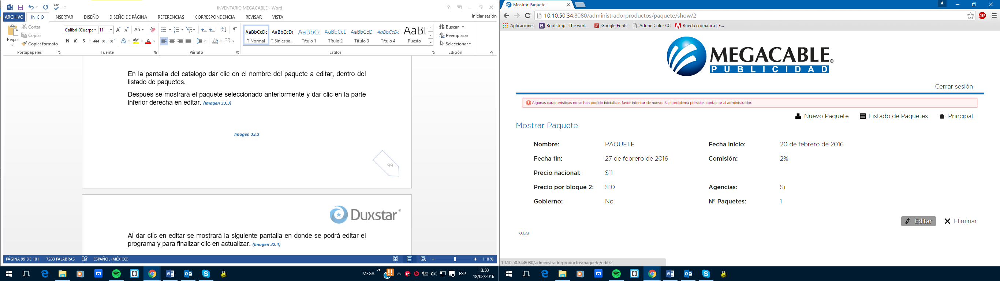 INVENTARIO MEGACABLE - Word
ARCHIVO INICIO INSERTAR DISEÑO DISEÑO DE PÁGINA REFERENCIAS CORRESPONDENCIA REVISAR VISTA Iniciar sesión
Pegar
Cortar
Copiar
Copiar formato
Portapapeles
Calibri (Cuerpo 11
N K S abc x₂ x²
Fuente
Párrafo
AaBbCcDc AaBbCcDc AaBbC( AaBbCcE AaBbCcD AaBbCcDc AaBl
¶ Normal ¶ Sin espa... Título 1 Título 2 Título 3 Título 4 Puesto
Estilos
Buscar
Reemplazar
Seleccionar
Edición
En la pantalla del catalogo dar clic en el nombre del paquete a editar, dentro del
listado de paquetes.
Después se mostrará el paquete seleccionado anteriormente y dar clic en la parte
inferior derecha en editar. (Imagen 33.3)
Imagen 33.3
99
Duxstar®
Al dar clic en editar se mostrará la siguiente pantalla en donde se podrá editar el
programa y para finalizar clic en actualizar. (Imagen 32.4)
PÁGINA 99 DE 101 7283 PALABRAS ESPAÑOL (MÉXICO) 110 %
MEGA » ESP 13:50
18/02/2016
Mostrar Paquete
10.10.50.34:8080/administradorproductos/paquete/show/2
ABP
Aplicaciones Bootstrap · The worl... Google Fonts Adobe Color CC Rueda cromática | E...
MEGACABLE®
PUBLICIDAD
Cerrar sesión
Algunas características no se han podido inicializar, favor intentar de nuevo. Si el problema persiste, contactar al administrador.
Nuevo Paquete Listado de Paquetes Principal
Mostrar Paquete
Nombre: PAQUETE Fecha inicio: 20 de febrero de 2016
Fecha fin: 27 de febrero de 2016 Comisión: 2%
Precio nacional: $11
Precio por bloque 2: $10 Agencias: Si
Gobierno: No Nº Paquetes: 1
Editar Eliminar
0.1.23
10.10.50.34:8080/administradorproductos/paquete/edit/2